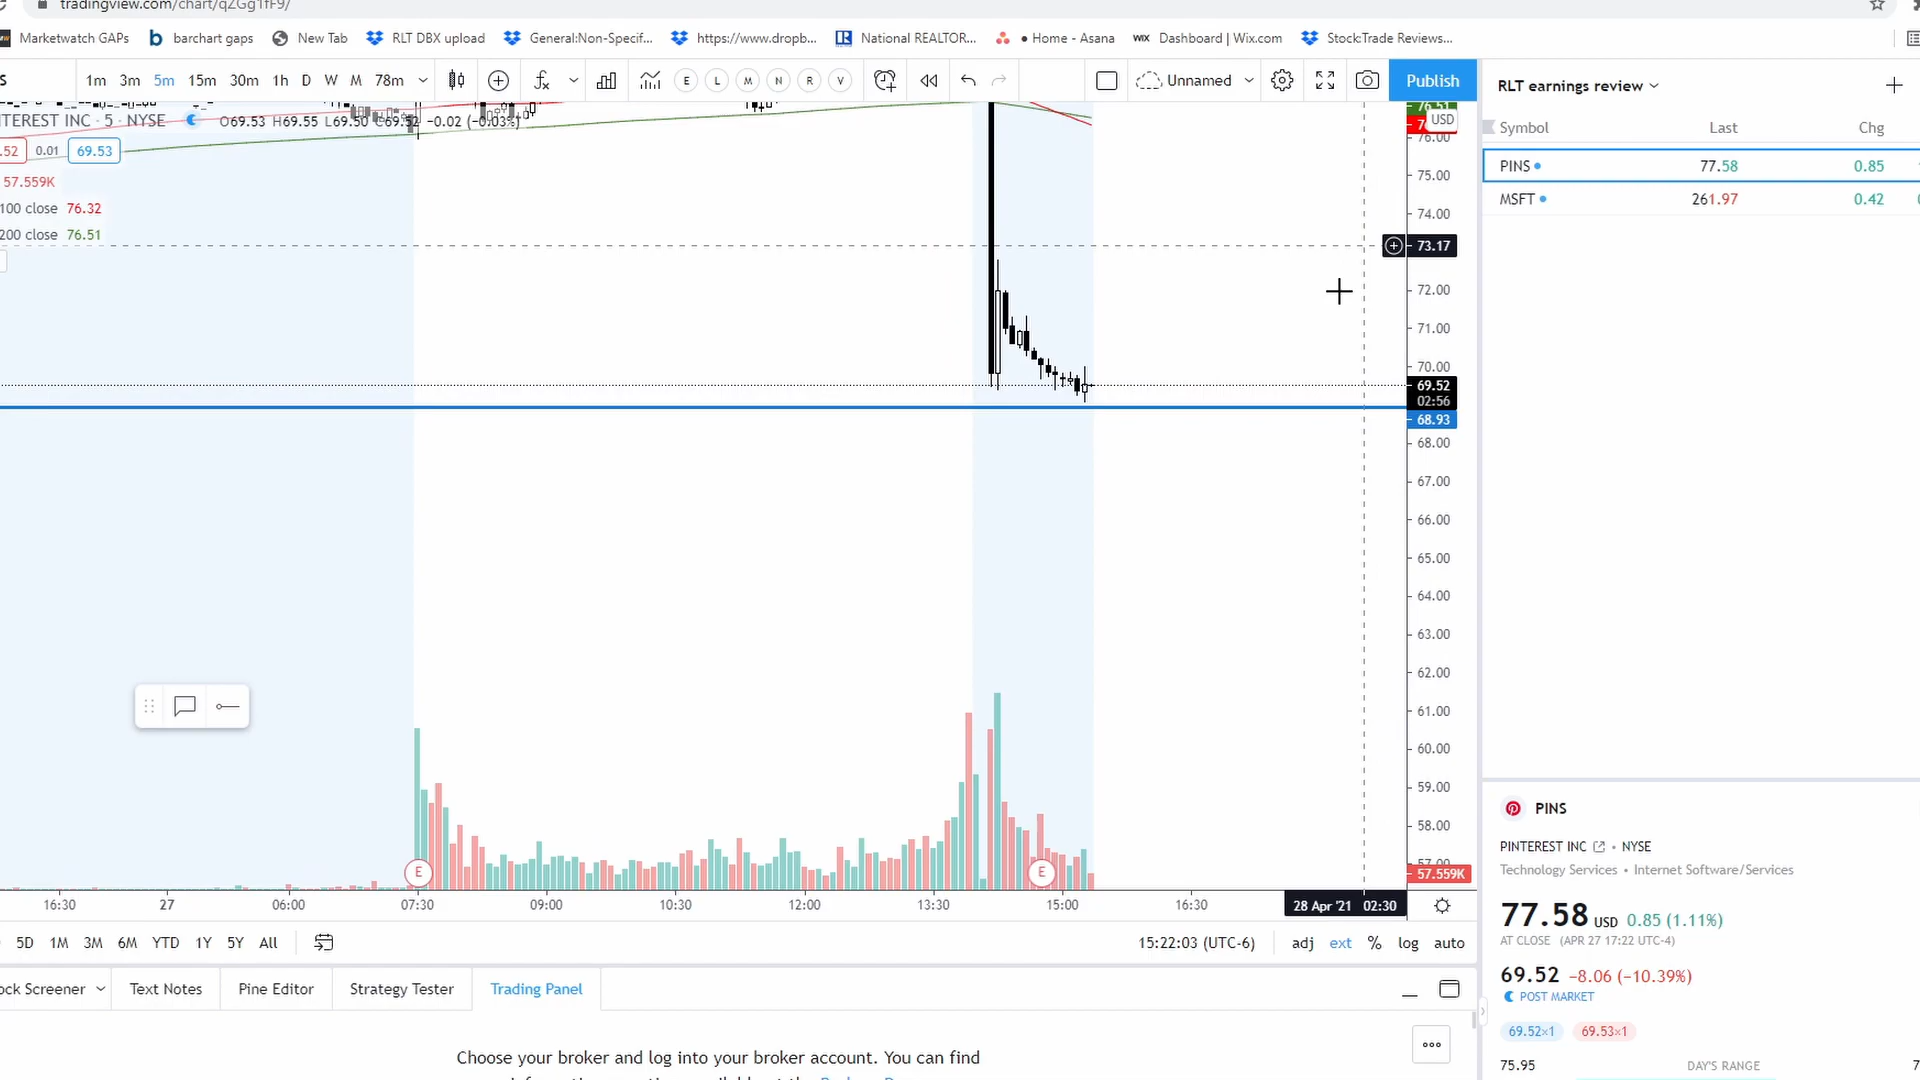 tradingview.com/chart/qZGg1fF9/
Marketwatch GAPs barchart gaps New Tab RLT DBX upload General:Non-Specif... https://www.dropb... National REALTOR... • Home - Asana WIX Dashboard | Wix.com Stock:Trade Reviews...
S 1m 3m 5m 15m 30m 1h D W M 78m E L M N R V Unnamed Publish
RLT earnings review
Symbol Last Chg
PINS 77.58 0.85
MSFT 261.97 0.42
TEREST INC · 5 · NYSE O69.53 H69.55 L69.50 C69.52 −0.02 (−0.03%)
.52 0.01 69.53
57.559K
100 close 76.32
200 close 76.51
76.51
USD
76.00
75.00
74.00
73.17
72.00
71.00
70.00
69.52
02:56
68.93
68.00
67.00
66.00
65.00
64.00
63.00
62.00
61.00
60.00
59.00
58.00
57.00
57.559K
E E
16:30 27 06:00 07:30 09:00 10:30 12:00 13:30 15:00 16:30 28 Apr '21 02:30
5D 1M 3M 6M YTD 1Y 5Y All 15:22:03 (UTC-6) adj ext % log auto
ock Screener Text Notes Pine Editor Strategy Tester Trading Panel
Choose your broker and log into your broker account. You can find
PINS
PINTEREST INC • NYSE
Technology Services • Internet Software/Services
77.58 USD 0.85 (1.11%)
AT CLOSE (APR 27 17:22 UTC-4)
69.52 −8.06 (−10.39%)
POST MARKET
69.52×1 69.53×1
75.95 DAY'S RANGE 7